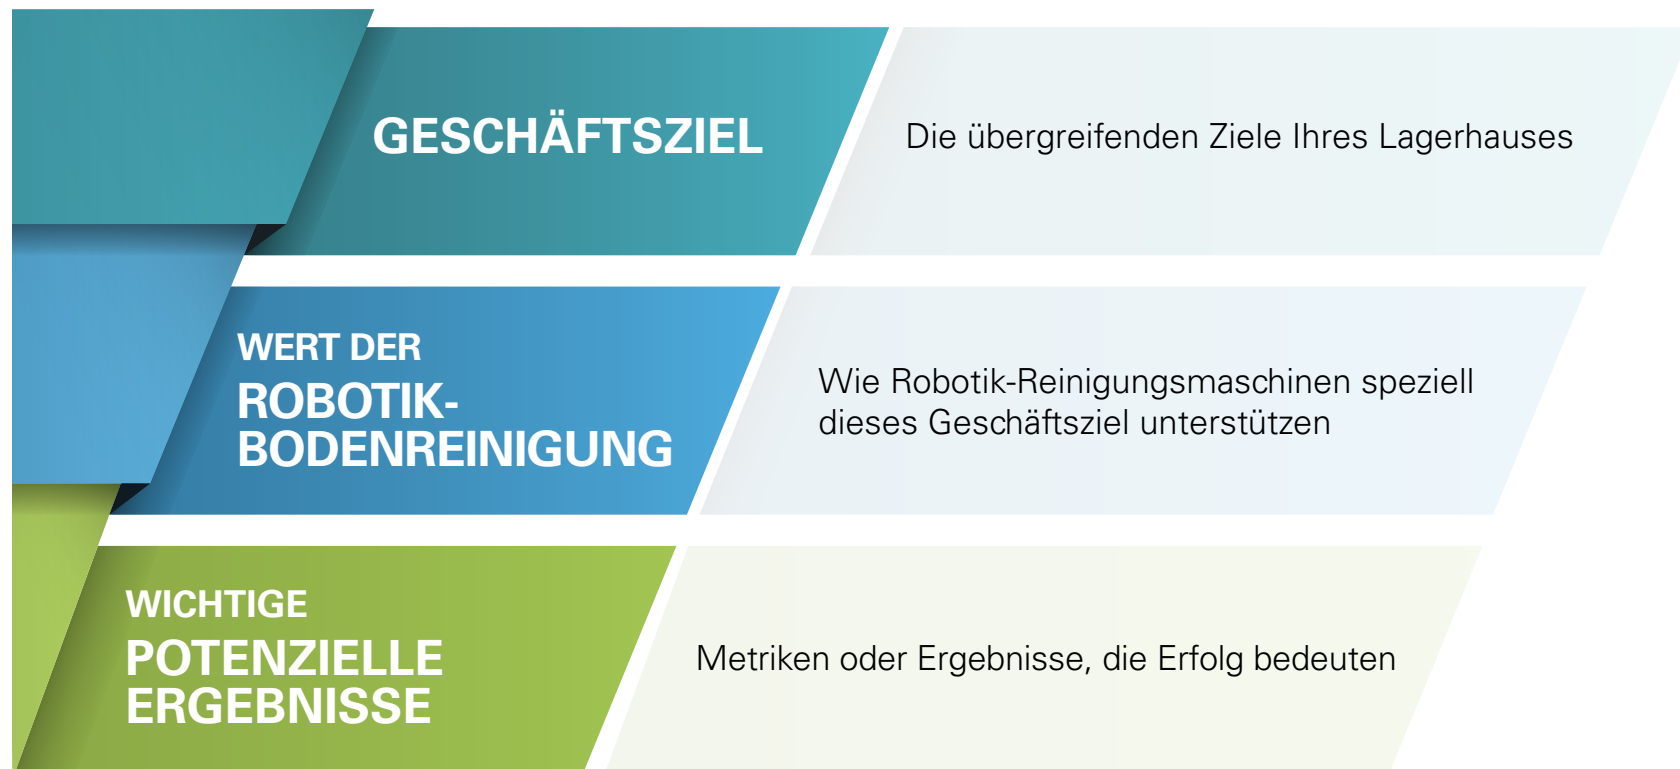 GESCHÄFTSZIEL
Die übergreifenden Ziele Ihres Lagerhauses
WERT DER
ROBOTIK-
BODENREINIGUNG
Wie Robotik-Reinigungsmaschinen speziell
dieses Geschäftsziel unterstützen
WICHTIGE
POTENZIELLE
ERGEBNISSE
Metriken oder Ergebnisse, die Erfolg bedeuten